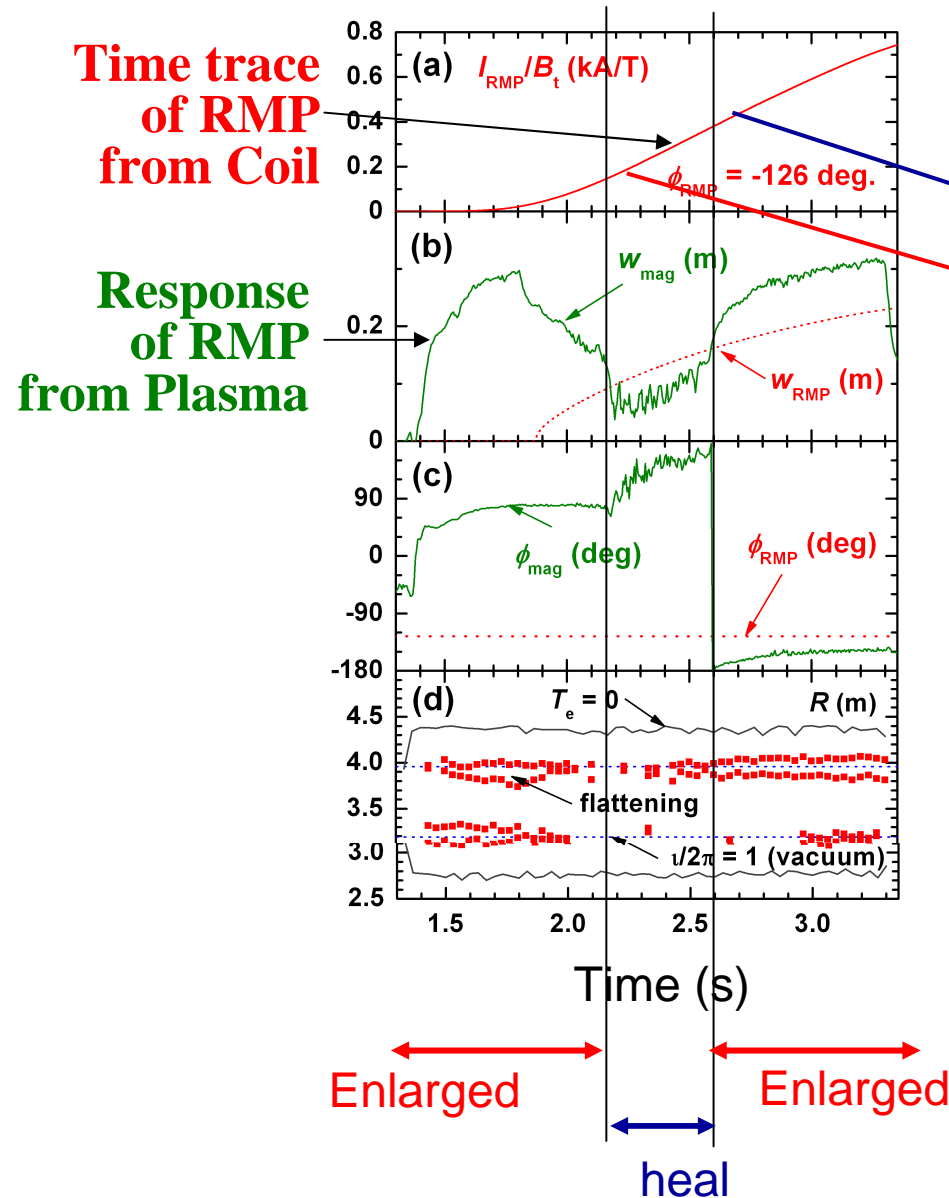 Time trace
of RMP
from Coil
0.8
0.6
0.4
0.2
0
(a)
I_RMP/B_t (kA/T)
ϕ_RMP = -126 deg.
Response
of RMP
from Plasma
0.2
0
(b)
w_mag (m)
w_RMP (m)
90
0
-90
-180
(c)
ϕ_mag (deg)
ϕ_RMP (deg)
4.5
4.0
3.5
3.0
2.5
(d)
T_e = 0
R (m)
flattening
ι/2π = 1 (vacuum)
1.5 2.0 2.5 3.0
Time (s)
Enlarged
Enlarged
heal